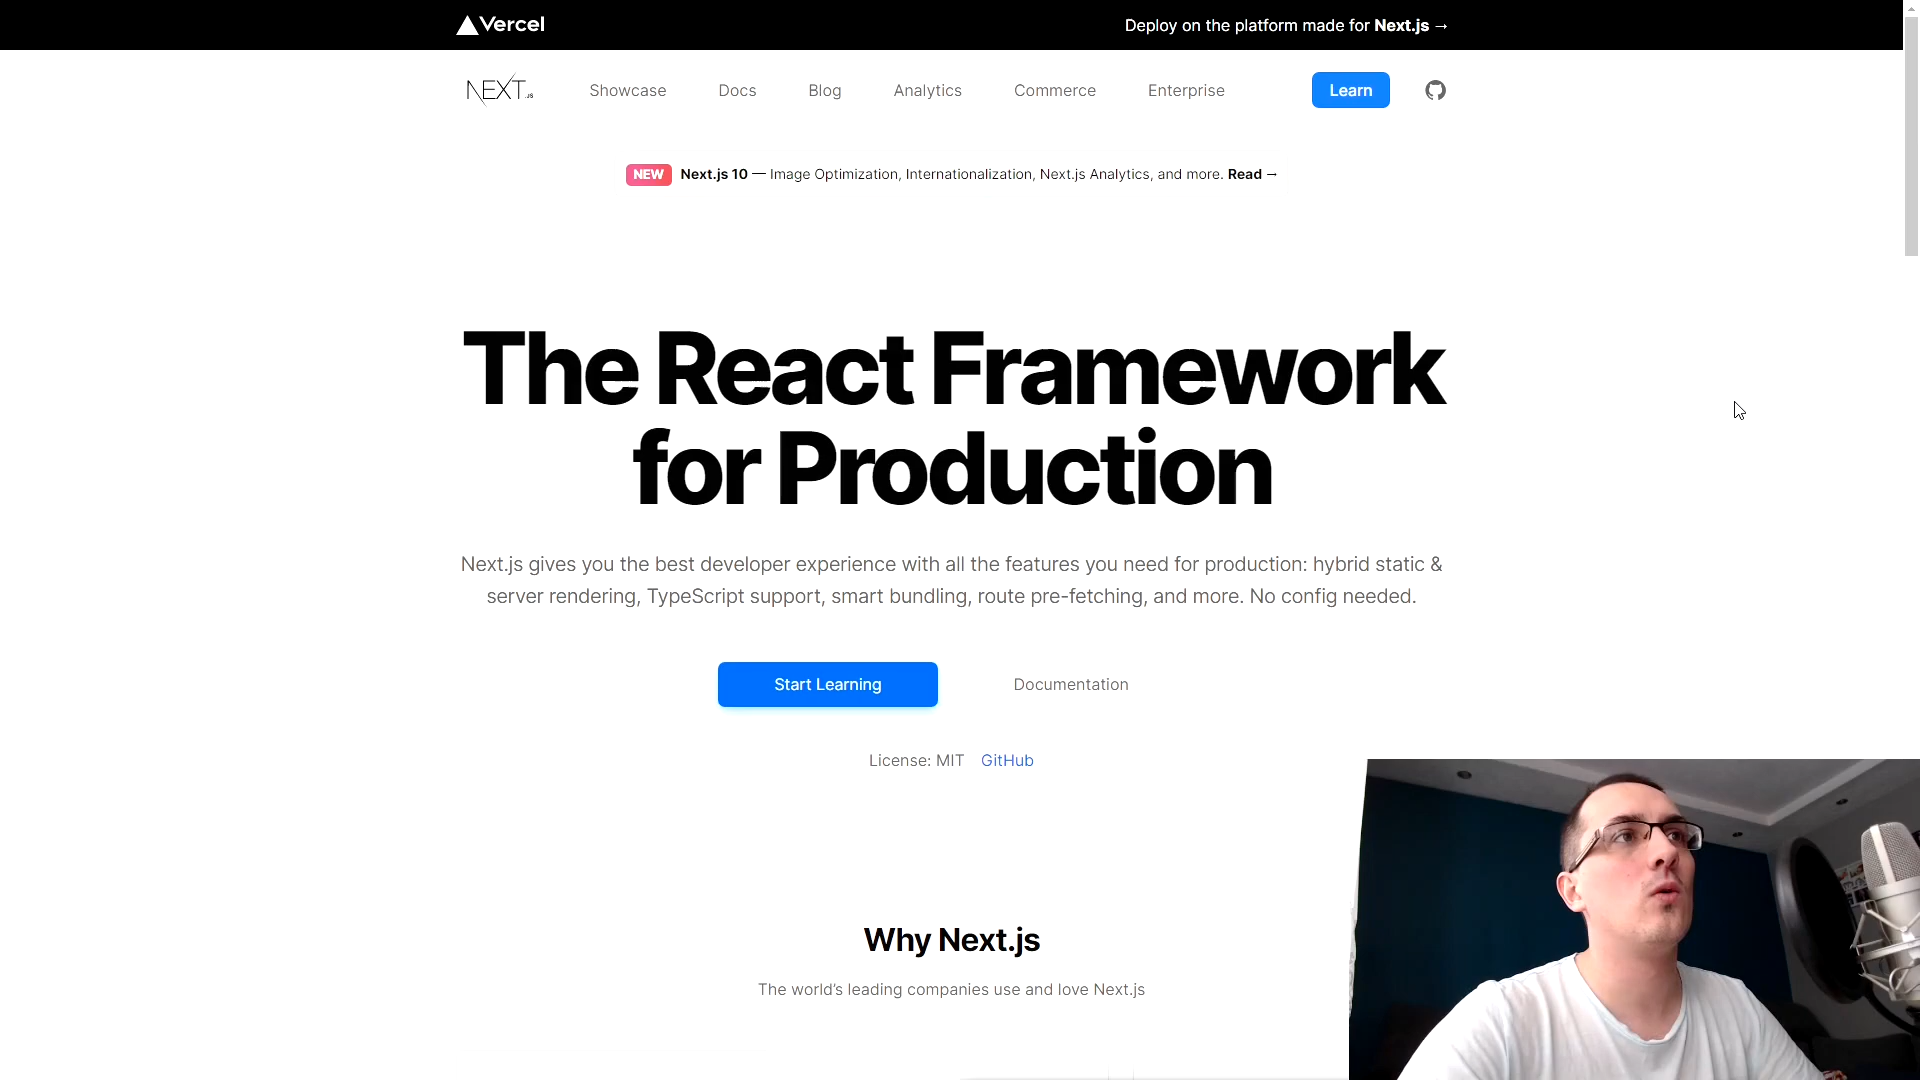 Vercel
Deploy on the platform made for Next.js →
NEXT.JS
Showcase
Docs
Blog
Analytics
Commerce
Enterprise
Learn
NEW Next.js 10 — Image Optimization, Internationalization, Next.js Analytics, and more. Read →
The React Framework
for Production
Next.js gives you the best developer experience with all the features you need for production: hybrid static &
server rendering, TypeScript support, smart bundling, route pre-fetching, and more. No config needed.
Start Learning
Documentation
License: MIT GitHub
Why Next.js
The world’s leading companies use and love Next.js